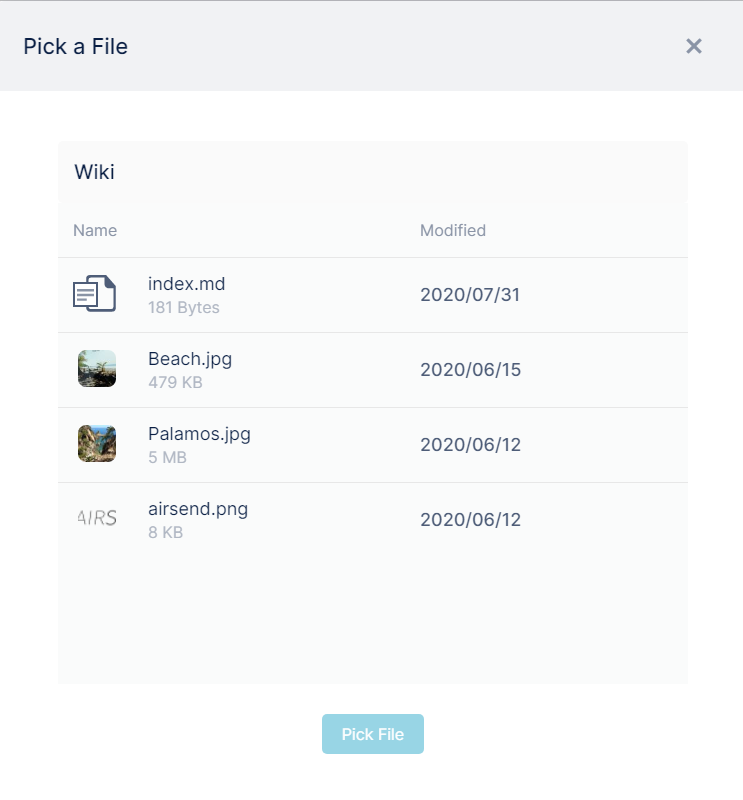 Pick a File
Wiki
Name Modified
index.md
181 Bytes
2020/07/31
Beach.jpg
479 KB
2020/06/15
Palamos.jpg
5 MB
2020/06/12
AIRS
airsend.png
8 KB
2020/06/12
Pick File